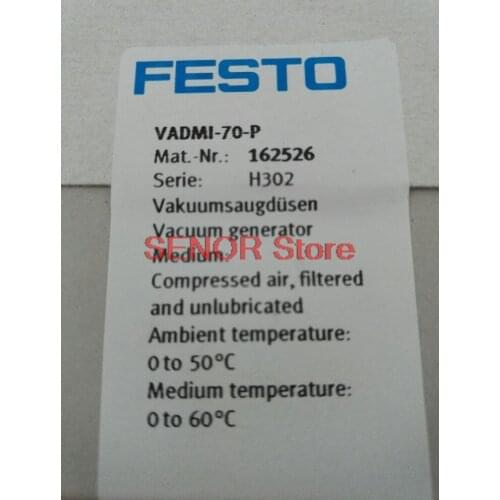 FESTO
VADMI-70-P
Mat.-Nr.: 162526
Serie: H302
Vakuumsaugdüsen
Vacuum generator
SENOR Store
Medium:
Compressed air, filtered
and unlubricated
Ambient temperature:
0 to 50°C
Medium temperature:
0 to 60°C